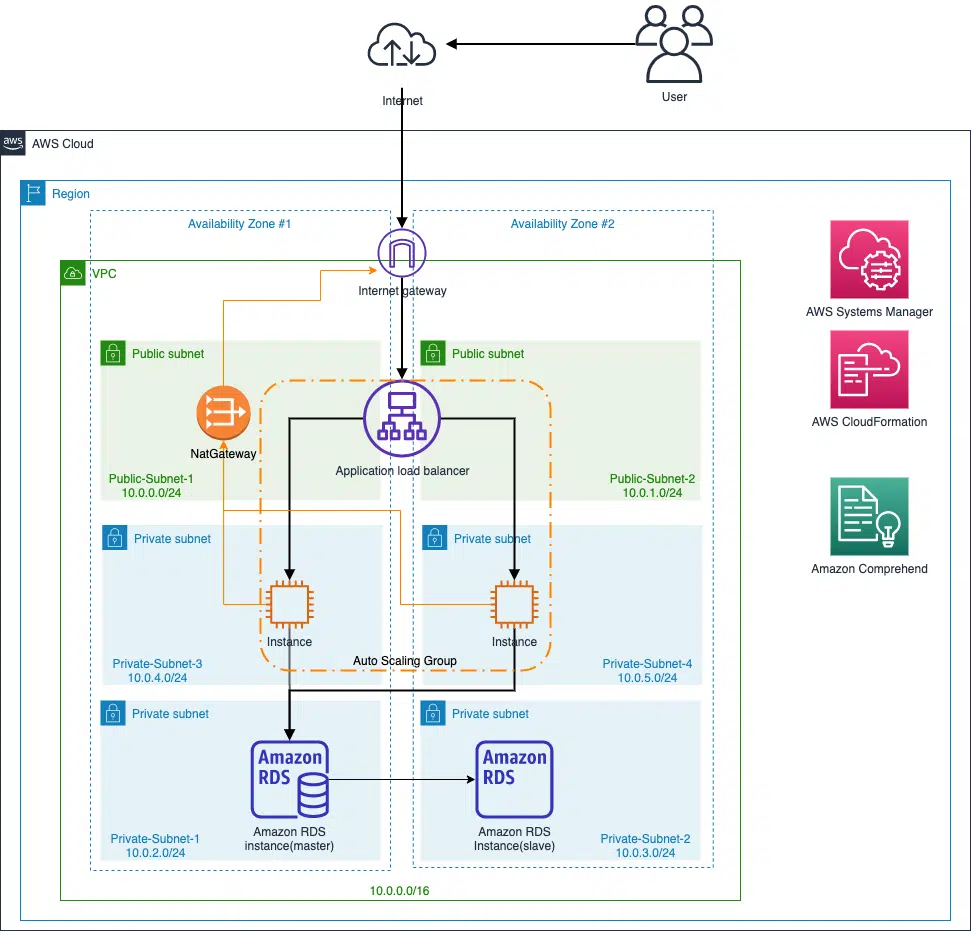 Internet
User
aws
AWS Cloud
Region
Availability Zone #1
Availability Zone #2
VPC
Internet gateway
AWS Systems Manager
Public subnet
Public subnet
NatGateway
Application load balancer
AWS CloudFormation
Public-Subnet-1
10.0.0.0/24
Public-Subnet-2
10.0.1.0/24
Private subnet
Private subnet
Amazon Comprehend
Instance
Instance
Auto Scaling Group
Private-Subnet-3
10.0.4.0/24
Private-Subnet-4
10.0.5.0/24
Private subnet
Private subnet
Amazon
RDS
Amazon
RDS
Amazon RDS
instance(master)
Amazon RDS
Instance(slave)
Private-Subnet-1
10.0.2.0/24
Private-Subnet-2
10.0.3.0/24
10.0.0.0/16